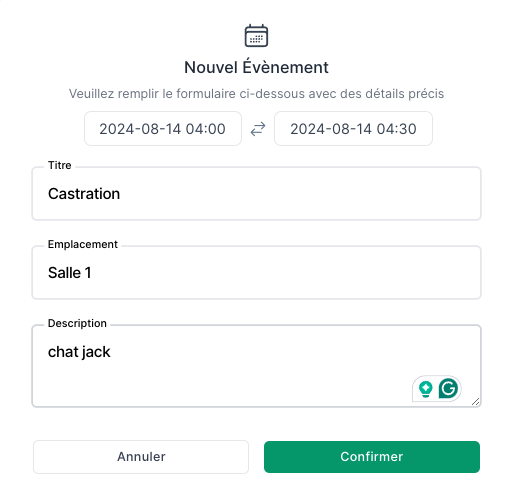 Nouvel Évènement
Veuillez remplir le formulaire ci-dessous avec des détails précis
2024-08-14 04:00 2024-08-14 04:30
Titre
Castration
Emplacement
Salle 1
Description
chat jack
Annuler Confirmer